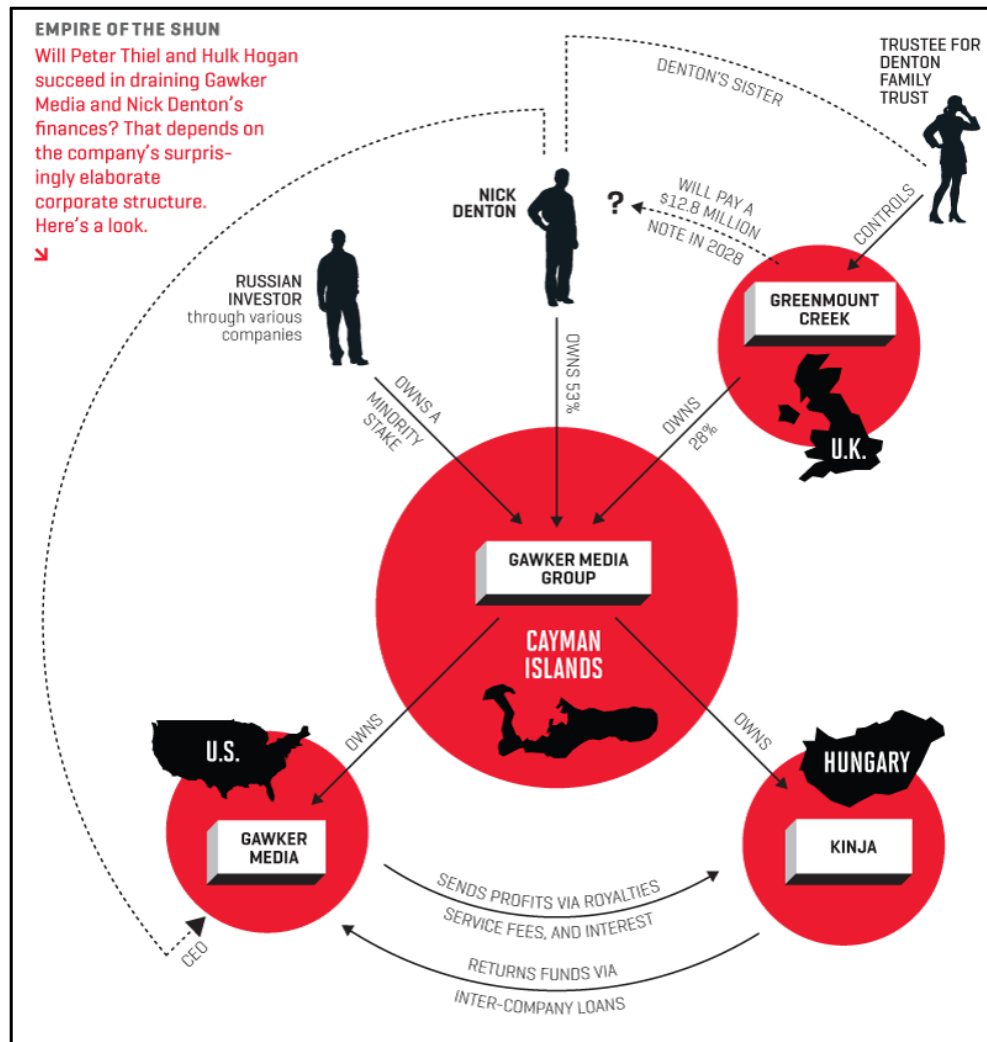 EMPIRE OF THE SHUN
Will Peter Thiel and Hulk Hogan
succeed in draining Gawker
Media and Nick Denton's
finances? That depends on
the company's surpris-
ingly elaborate
corporate structure.
Here's a look.
DENTON'S SISTER
TRUSTEE FOR
DENTON
FAMILY
TRUST
NICK
DENTON
?
WILL PAY A
$12.8 MILLION
NOTE IN 2028
CONTROLS
RUSSIAN
INVESTOR
through various
companies
GREENMOUNT
CREEK
U.K.
OWNS A
MINORITY
STAKE
OWNS 53%
OWNS
28%
GAWKER MEDIA
GROUP
CAYMAN
ISLANDS
OWNS
OWNS
U.S.
HUNGARY
GAWKER
MEDIA
KINJA
SENDS PROFITS VIA ROYALTIES
SERVICE FEES, AND INTEREST
CEO
RETURNS FUNDS VIA
INTER-COMPANY LOANS